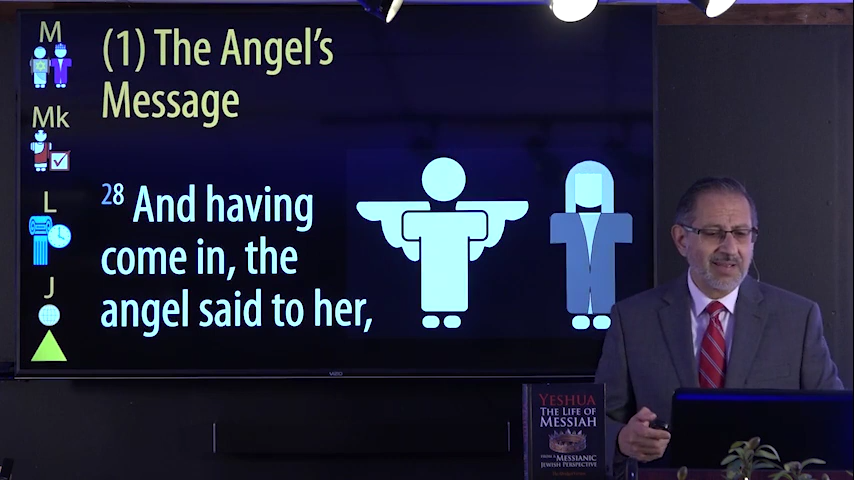 M
Mk
L
J
(1) The Angel's
Message
28 And having
come in, the
angel said to her,
VIZIO
YESHUA
THE LIFE OF
MESSIAH
FROM A
MESSIANIC
JEWISH PERSPECTIVE